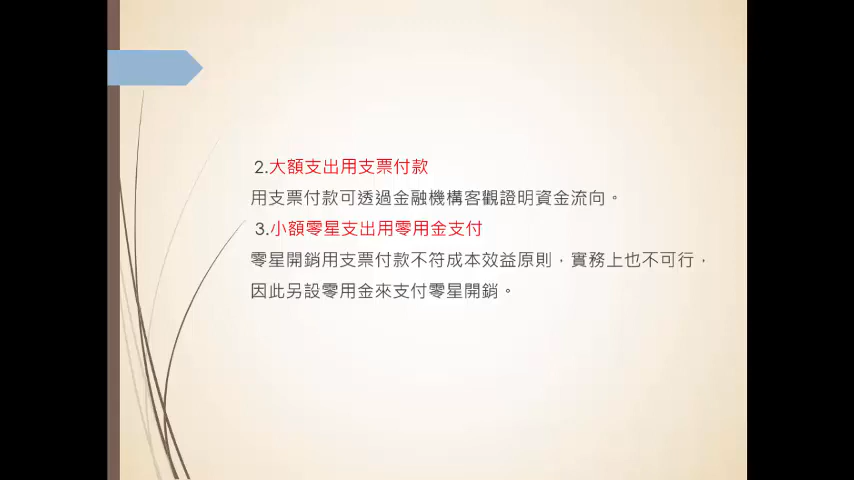 2.大額支出用支票付款
用支票付款可透過金融機構客觀證明資金流向。
3.小額零星支出用零用金支付
零星開銷用支票付款不符成本效益原則，實務上也不可行，
因此另設零用金來支付零星開銷。